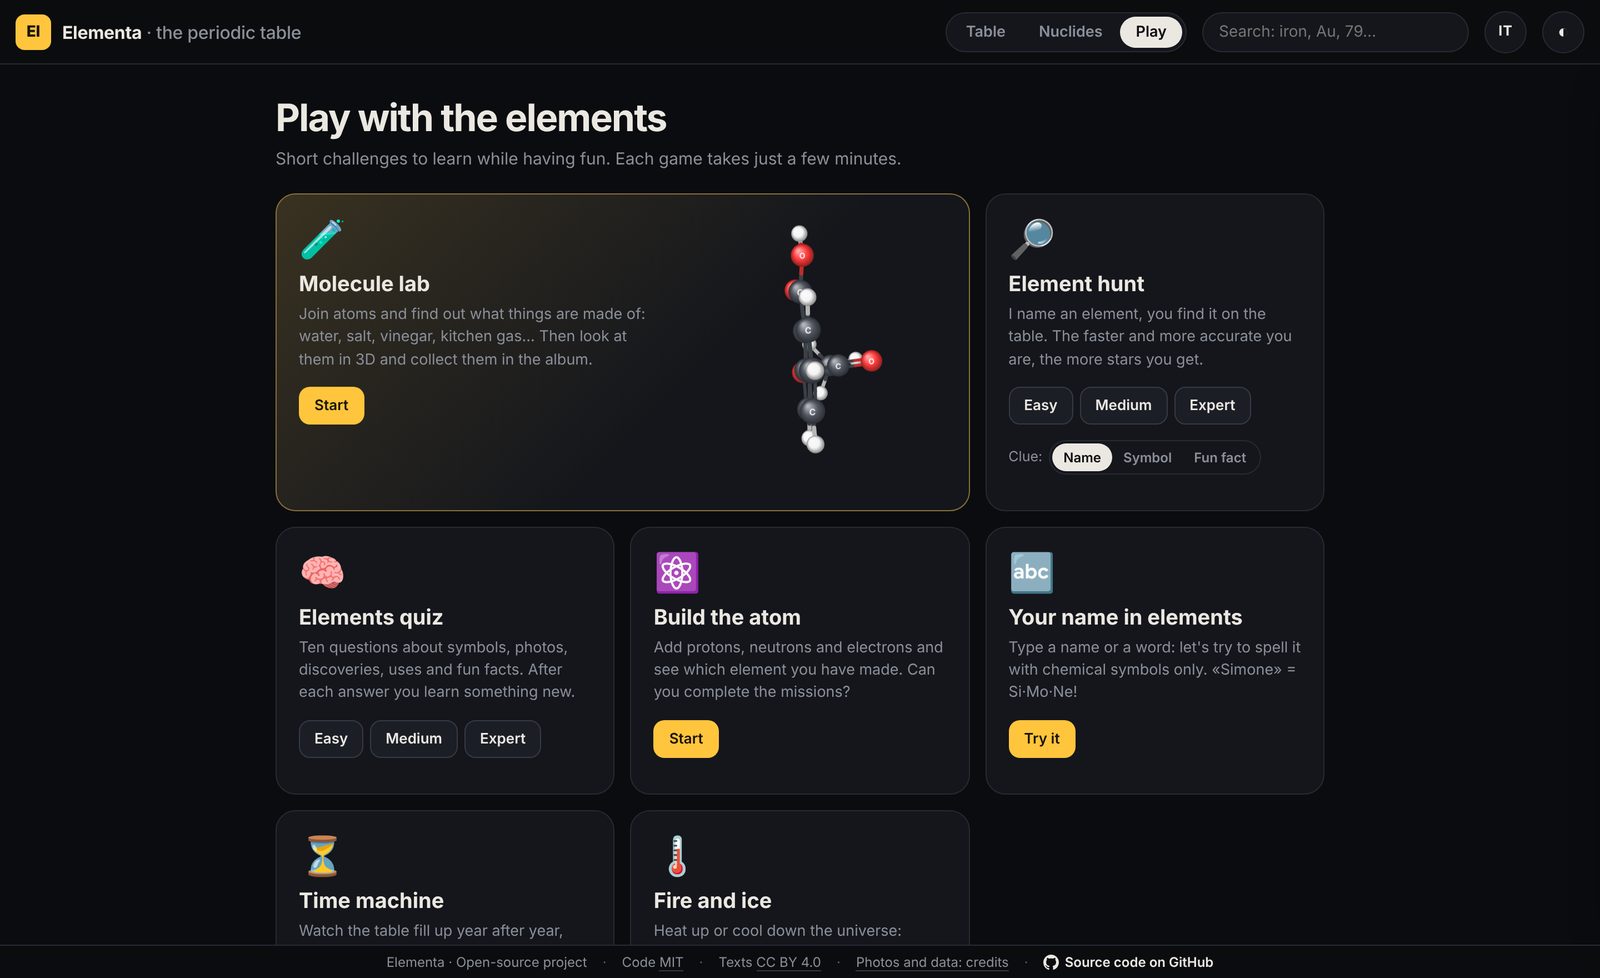 El
Elementa · the periodic table
Table
Nuclides
Play
Search: iron, Au, 79...
IT
Play with the elements
Short challenges to learn while having fun. Each game takes just a few minutes.
Molecule lab
Join atoms and find out what things are made of:
water, salt, vinegar, kitchen gas... Then look at
them in 3D and collect them in the album.
Start
O
C
C
O
C
Element hunt
I name an element, you find it on the
table. The faster and more accurate you
are, the more stars you get.
Easy
Medium
Expert
Clue:
Name
Symbol
Fun fact
Elements quiz
Ten questions about symbols, photos,
discoveries, uses and fun facts. After
each answer you learn something new.
Easy
Medium
Expert
Build the atom
Add protons, neutrons and electrons and
see which element you have made. Can
you complete the missions?
Start
abc
Your name in elements
Type a name or a word: let's try to spell it
with chemical symbols only. «Simone» =
Si·Mo·Ne!
Try it
Time machine
Watch the table fill up year after year,
Fire and ice
Heat up or cool down the universe:
Elementa · Open-source project · Code MIT · Texts CC BY 4.0 · Photos and data: credits · Source code on GitHub